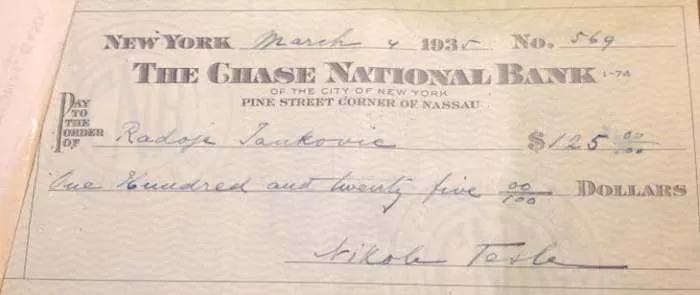 NEW YORK March 4 1935 No. 569
THE CHASE NATIONAL BANK 1-74
OF THE CITY OF NEW YORK
PINE STREET CORNER OF NASSAU
PAY
TO
THE
ORDER
OF
Radoje Jankovic $125 00/100
One Hundred and twenty five 00/100 DOLLARS
Nikola Tesla